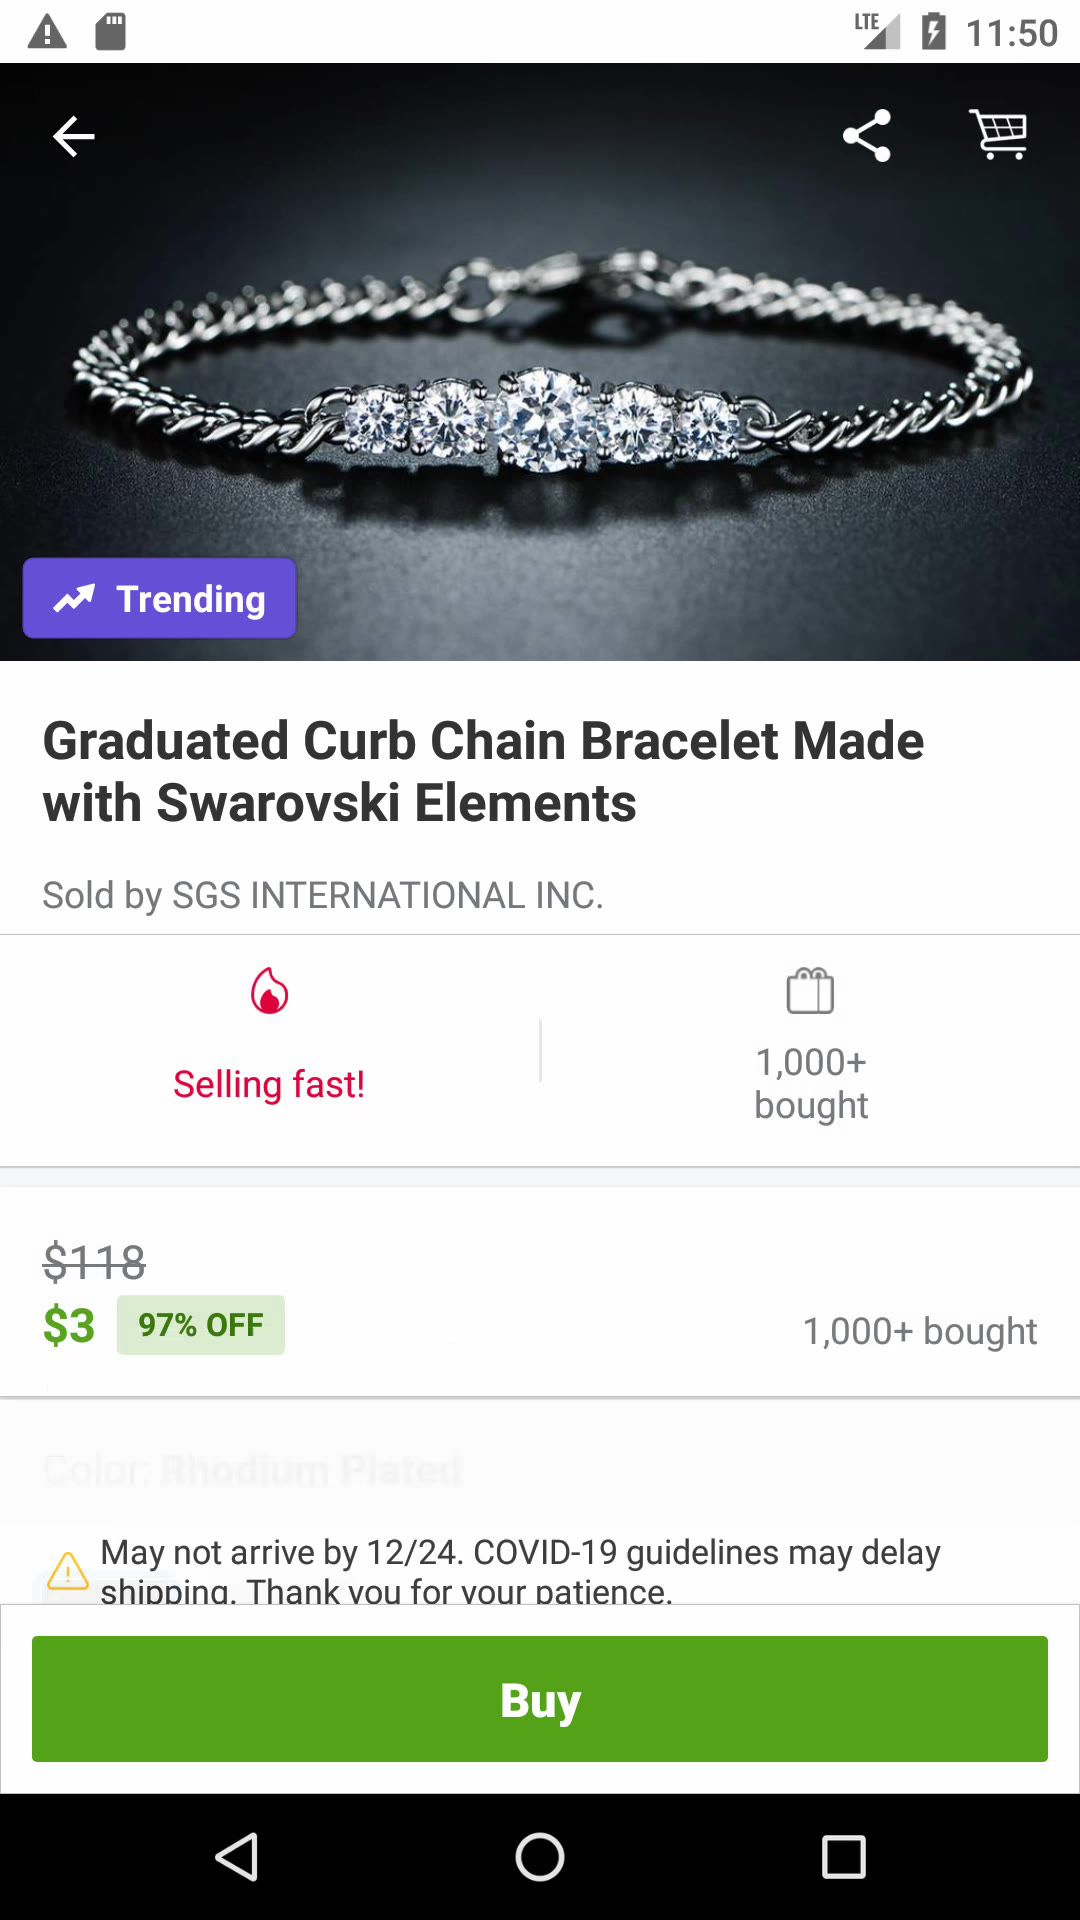 LTE 11:50
Trending
Graduated Curb Chain Bracelet Made
with Swarovski Elements
Sold by SGS INTERNATIONAL INC.
Selling fast!
1,000+
bought
$118
$3 97% OFF 1,000+ bought
Color: Rhodium Plated
May not arrive by 12/24. COVID-19 guidelines may delay
shipping. Thank you for your patience.
Buy